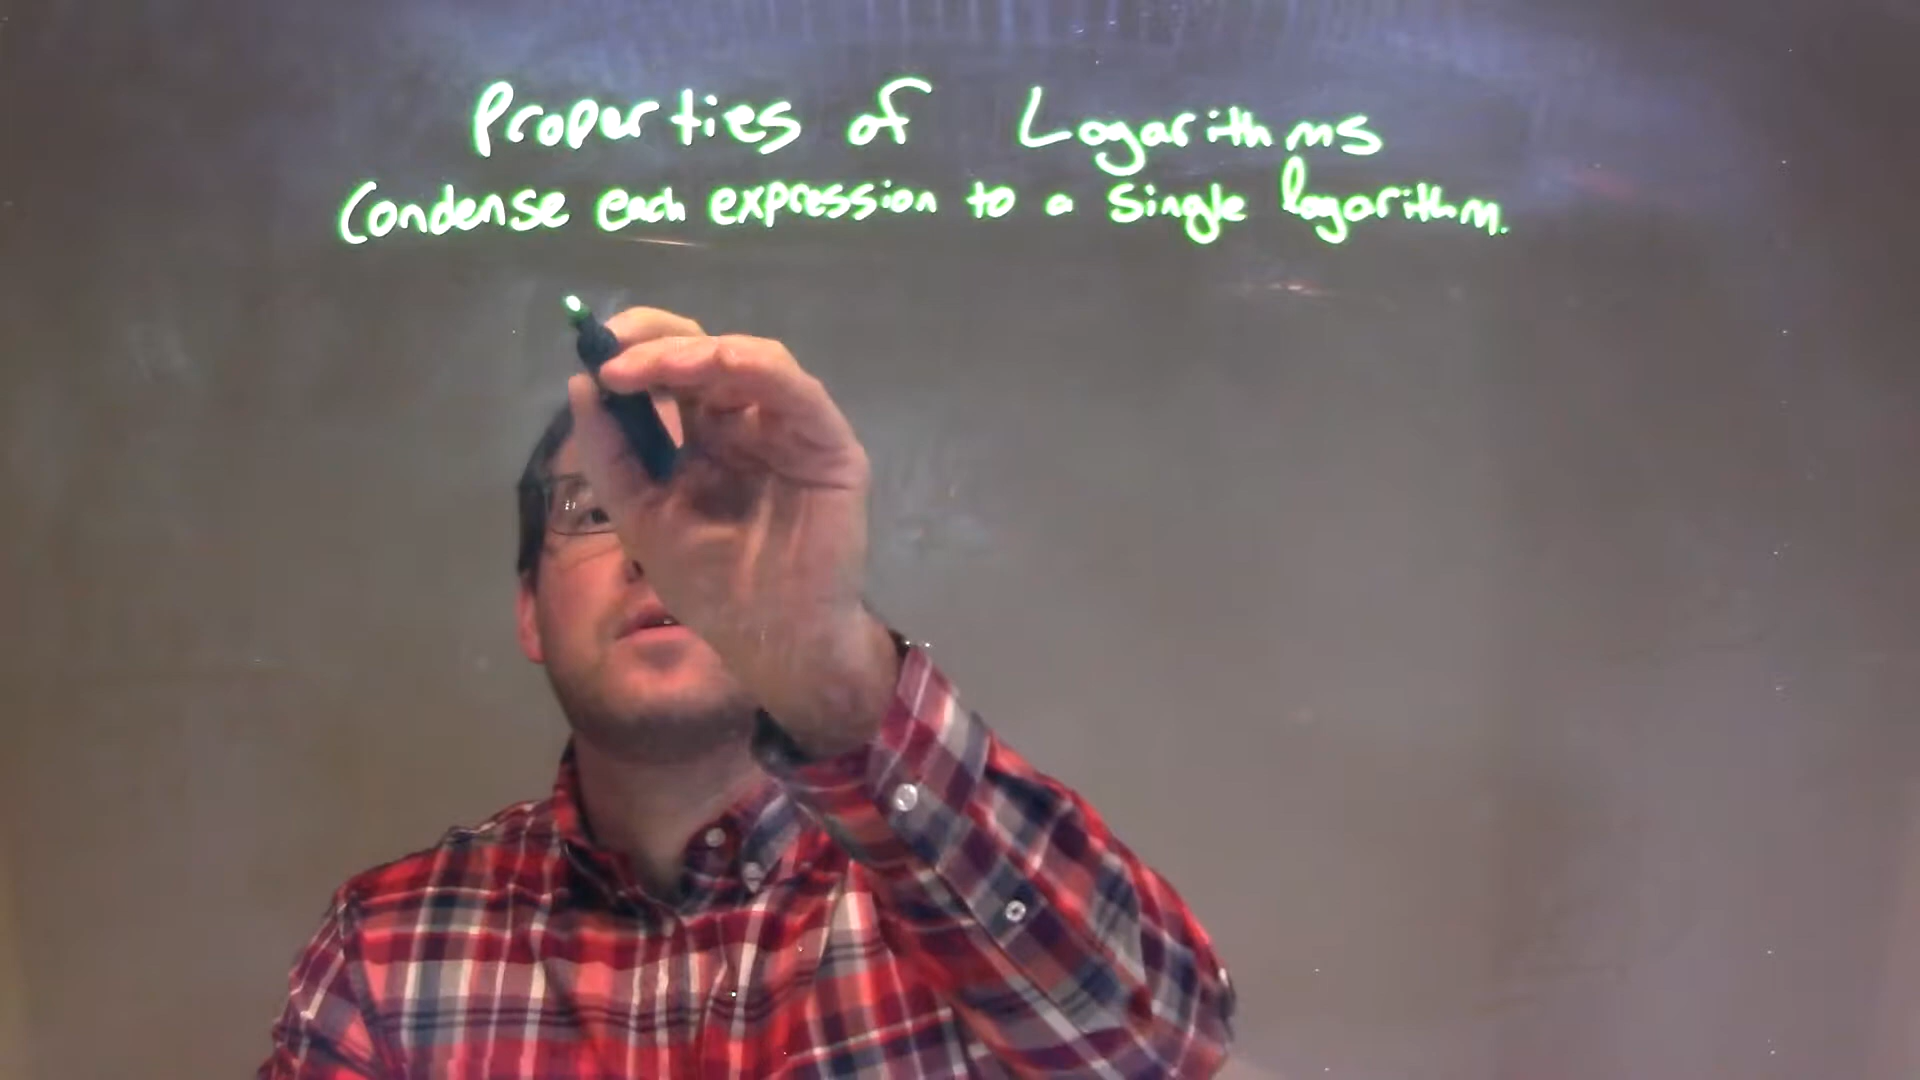 Properties of Logarithms
Condense each expression to a single logarithm.